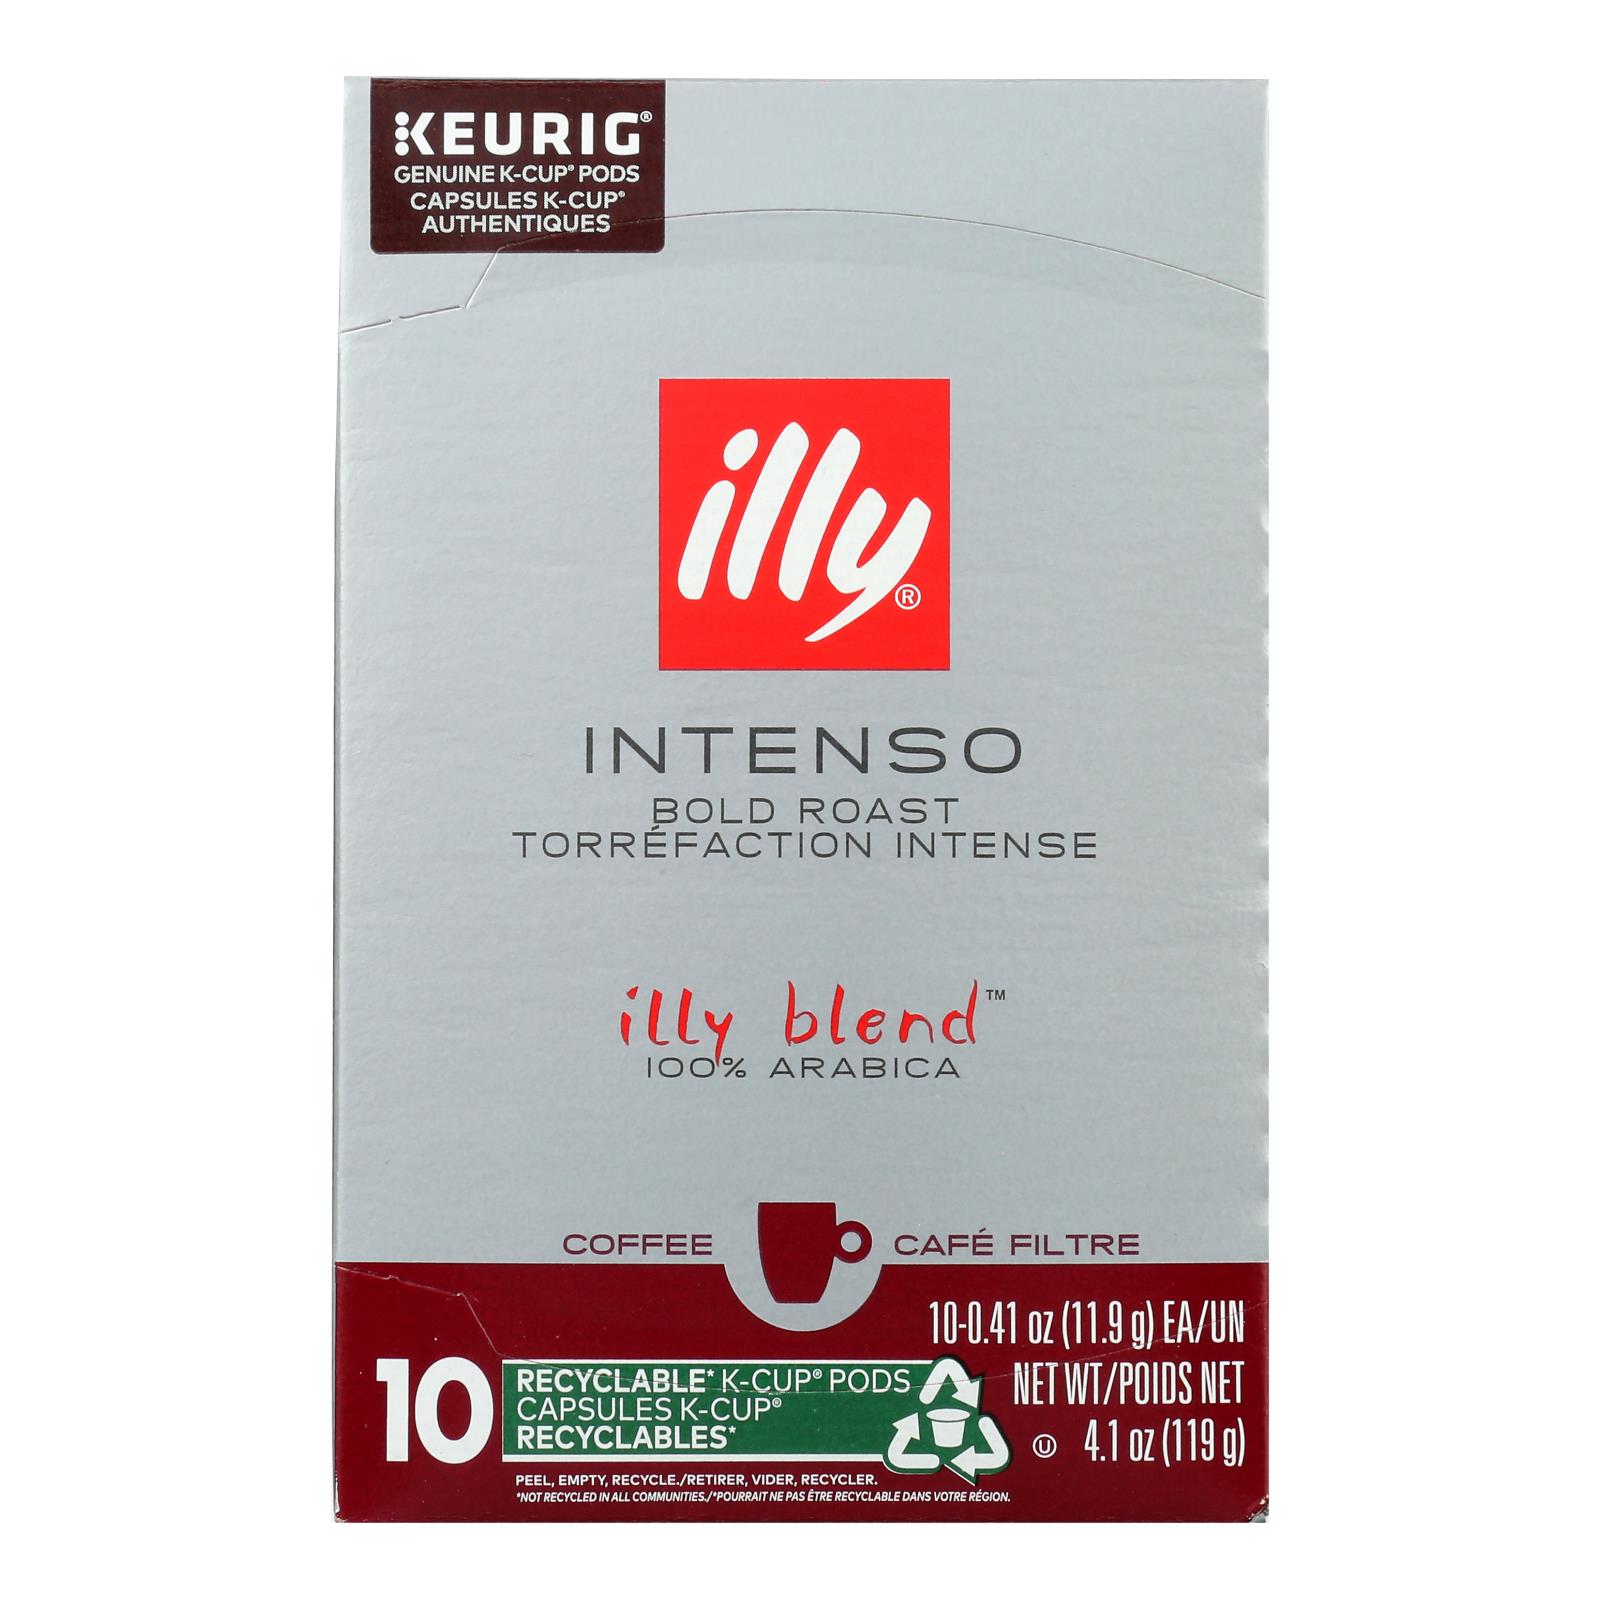 KEURIG®
GENUINE K-CUP® PODS
CAPSULES K-CUP®
AUTHENTIQUES
illy®
INTENSO
BOLD ROAST
TORRÉFACTION INTENSE
illy blend™
100% ARABICA
COFFEE CAFÉ FILTRE
10-0.41 oz (11.9 g) EA/UN
NET WT/POIDS NET
Ⓤ 4.1 oz (119 g)
10
RECYCLABLE* K-CUP® PODS
CAPSULES K-CUP®
RECYCLABLES*
PEEL, EMPTY, RECYCLE./RETIRER, VIDER, RECYCLER.
*NOT RECYCLED IN ALL COMMUNITIES./*POURRAIT NE PAS ÊTRE RECYCLABLE DANS VOTRE RÉGION.